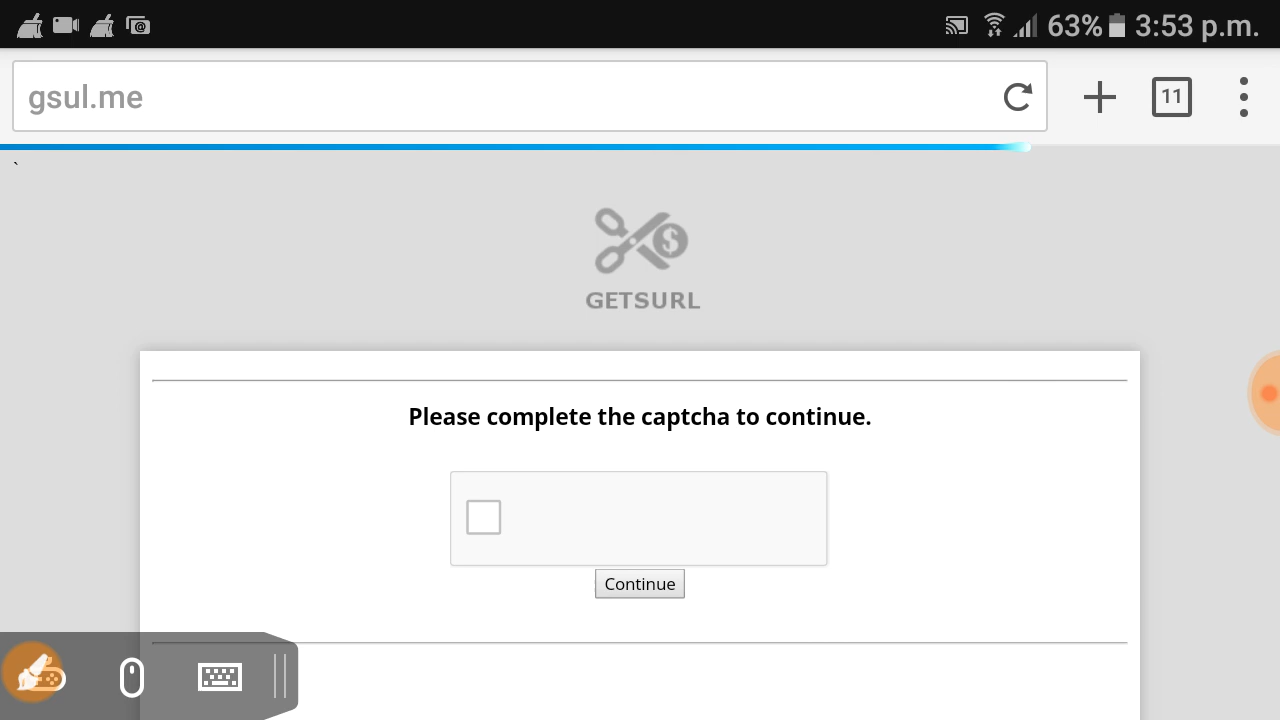 63% 3:53 p.m.
gsul.me
11
`
GETSURL
Please complete the captcha to continue.
Continue